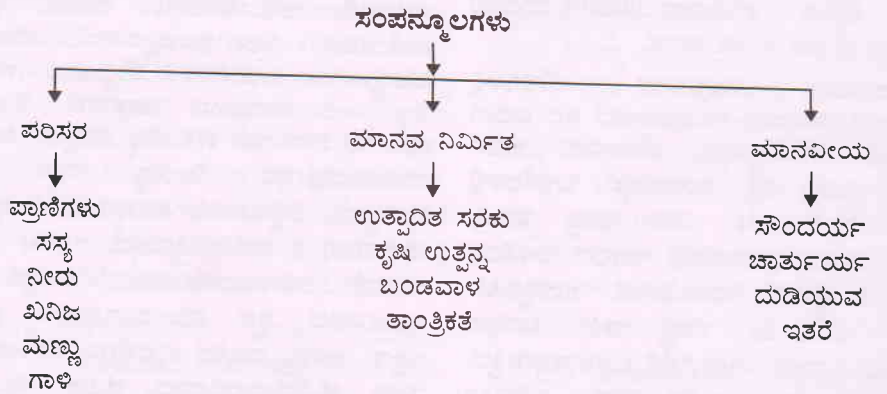 ಸಂಪನ್ಮೂಲಗಳು
ಪರಿಸರ
ಪ್ರಾಣಿಗಳು
ಸಸ್ಯ
ನೀರು
ಖನಿಜ
ಮಣ್ಣು
ಗಾಳಿ
ಮಾನವ ನಿರ್ಮಿತ
ಉತ್ಪಾದಿತ ಸರಕು
ಕೃಷಿ ಉತ್ಪನ್ನ
ಬಂಡವಾಳ
ತಾಂತ್ರಿಕತೆ
ಮಾನವೀಯ
ಸೌಂದರ್ಯ
ಚಾರ್ತುರ್ಯ
ದುಡಿಯುವ
ಇತರೆ